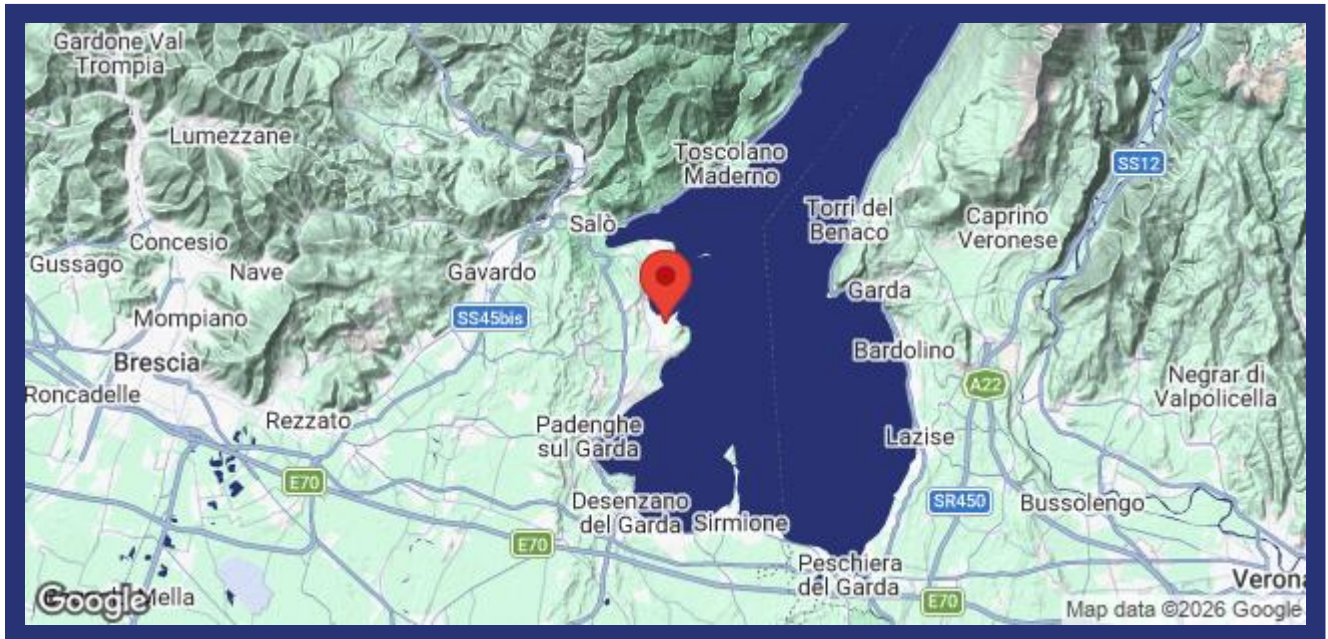 Gardone Val
Trompia
Lumezzane
Toscolano
Maderno
SS12
Salò
Torri del
Benaco
Caprino
Veronese
Concesio
Gussago
Nave
Gavardo
Garda
Mompiano
SS45bis
Brescia
Bardolino
A22
Negrar di
Valpolicella
Roncadelle
Rezzato
Padenghe
sul Garda
Lazise
E70
Desenzano
del Garda
Sirmione
SR450
Bussolengo
E70
Peschiera
del Garda
Verona
Google
Mella
E70
Map data ©2026 Google